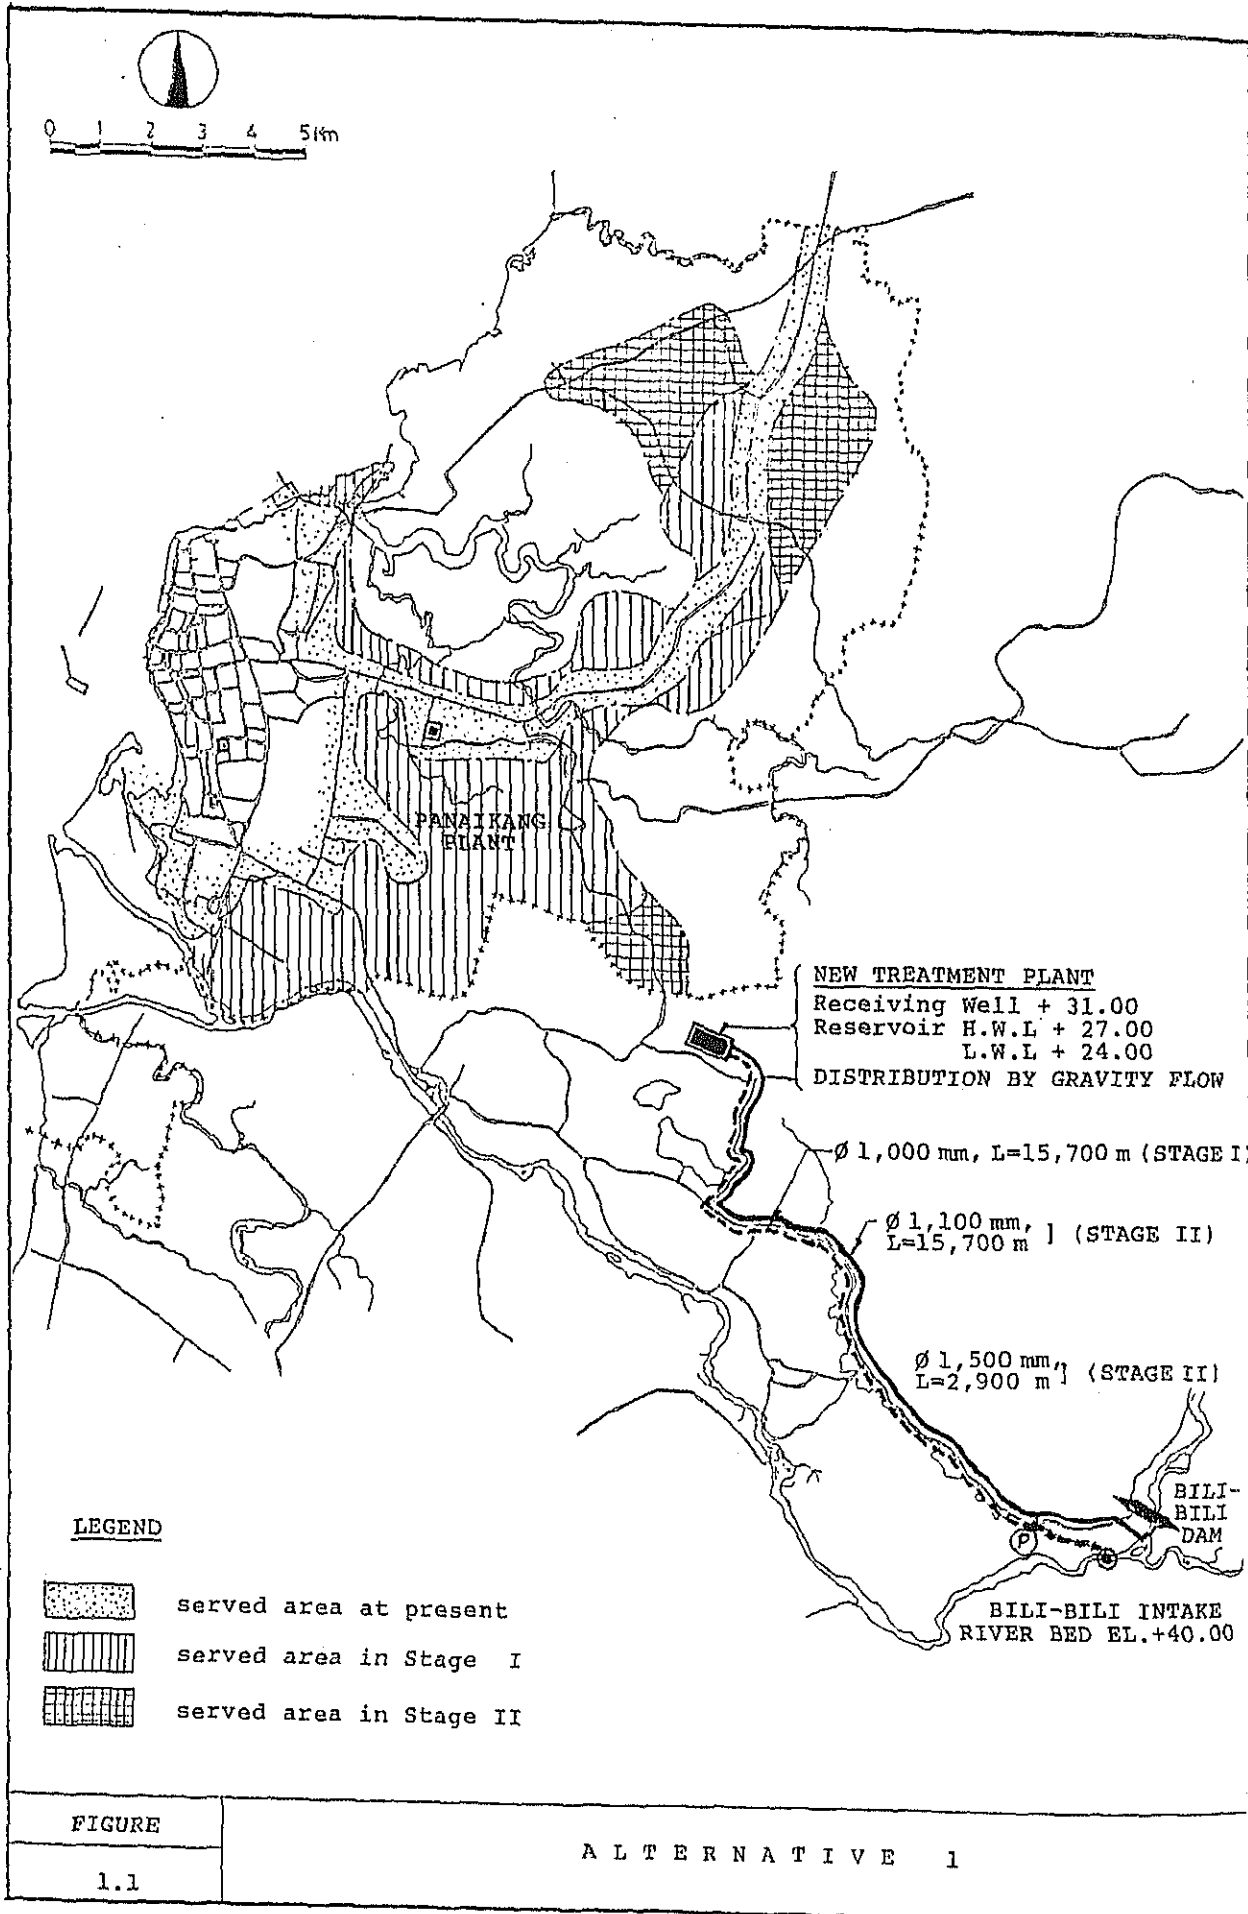 0 1 2 3 4 5Km
PANAIKANG
PLANT
NEW TREATMENT PLANT
Receiving Well + 31.00
Reservoir H.W.L + 27.00
L.W.L + 24.00
DISTRIBUTION BY GRAVITY FLOW
Ø 1,000 mm, L=15,700 m (STAGE I)
Ø 1,100 mm,
L=15,700 m ] (STAGE II)
Ø 1,500 mm,
L=2,900 m ] (STAGE II)
BILI-
BILI
DAM
P
BILI-BILI INTAKE
RIVER BED EL.+40.00
LEGEND
served area at present
served area in Stage I
served area in Stage II
FIGURE
1.1
ALTERNATIVE 1